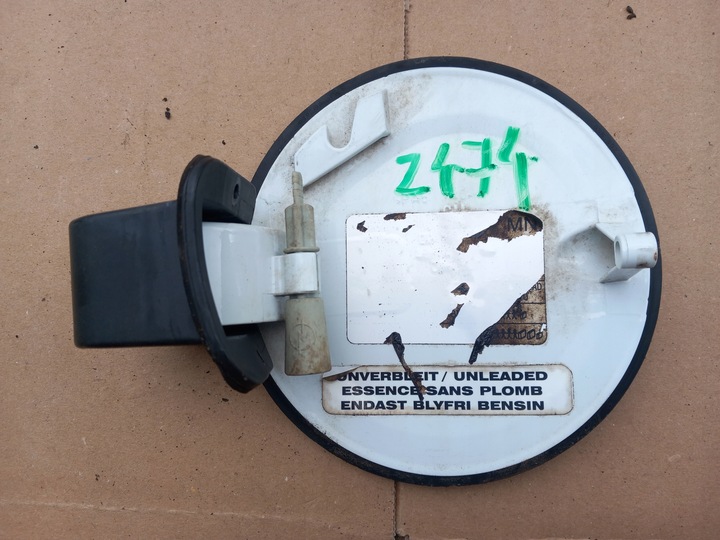 2474
UNVERBLEIT / UNLEADED
ESSENCE SANS PLOMB
ENDAST BLYFRI BENSIN